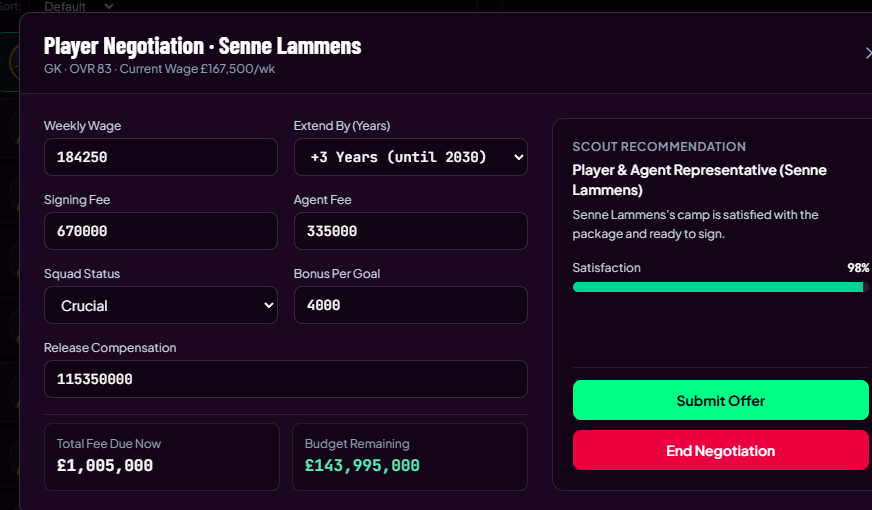 Sort:
Default
Player Negotiation · Senne Lammens
GK · OVR 83 · Current Wage £167,500/wk
Weekly Wage
184250
Extend By (Years)
+3 Years (until 2030)
Signing Fee
670000
Agent Fee
335000
Squad Status
Crucial
Bonus Per Goal
4000
Release Compensation
115350000
Total Fee Due Now
£1,005,000
Budget Remaining
£143,995,000
SCOUT RECOMMENDATION
Player & Agent Representative (Senne
Lammens)
Senne Lammens's camp is satisfied with the
package and ready to sign.
Satisfaction
98%
Submit Offer
End Negotiation